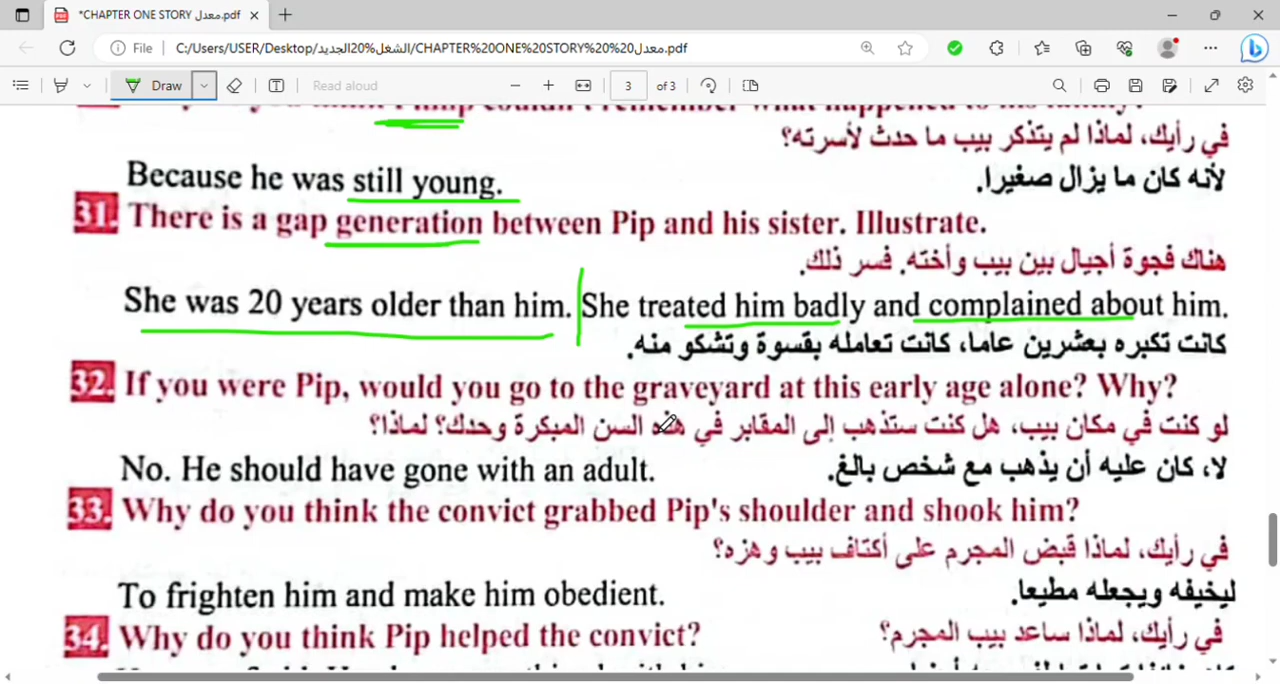 *CHAPTER ONE STORY معدل.pdf
File C:/Users/USER/Desktop/الشغل%20الجديد/CHAPTER%20ONE%20STORY%20%20معدل.pdf
Draw Read aloud 3 of 3
في رأيك، لماذا لم يتذكر بيب ما حدث لأسرته؟
Because he was still young. لأنه كان ما يزال صغيرا.
31. There is a gap generation between Pip and his sister. Illustrate.
هناك فجوة أجيال بين بيب وأخته. فسر ذلك.
She was 20 years older than him. She treated him badly and complained about him.
كانت تكبره بعشرين عاما، كانت تعامله بقسوة وتشكو منه.
32. If you were Pip, would you go to the graveyard at this early age alone? Why?
لو كنت في مكان بيب، هل كنت ستذهب إلى المقابر في هذه السن المبكرة وحدك؟ لماذا؟
No. He should have gone with an adult. لا، كان عليه أن يذهب مع شخص بالغ.
33. Why do you think the convict grabbed Pip's shoulder and shook him?
في رأيك، لماذا قبض المجرم على أكتاف بيب وهزه؟
To frighten him and make him obedient. ليخيفه ويجعله مطيعا.
34. Why do you think Pip helped the convict? في رأيك، لماذا ساعد بيب المجرم؟